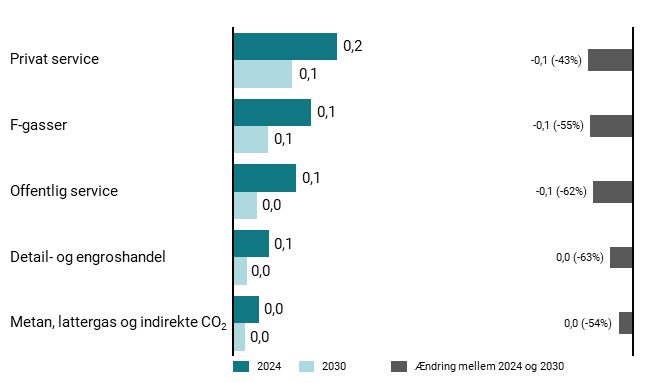 Privat service 0,2 -0,1 (-43%)
0,1
F-gasser 0,1 -0,1 (-55%)
0,1
Offentlig service 0,1 -0,1 (-62%)
0,0
Detail- og engroshandel 0,1 0,0 (-63%)
0,0
Metan, lattergas og indirekte CO₂ 0,0 0,0 (-54%)
0,0
2024 2030 Ændring mellem 2024 og 2030